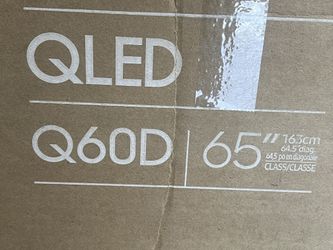 QLED
Q60D
65" 163cm
64.5 diag.
64,5 po en diagonale
CLASS/CLASSE